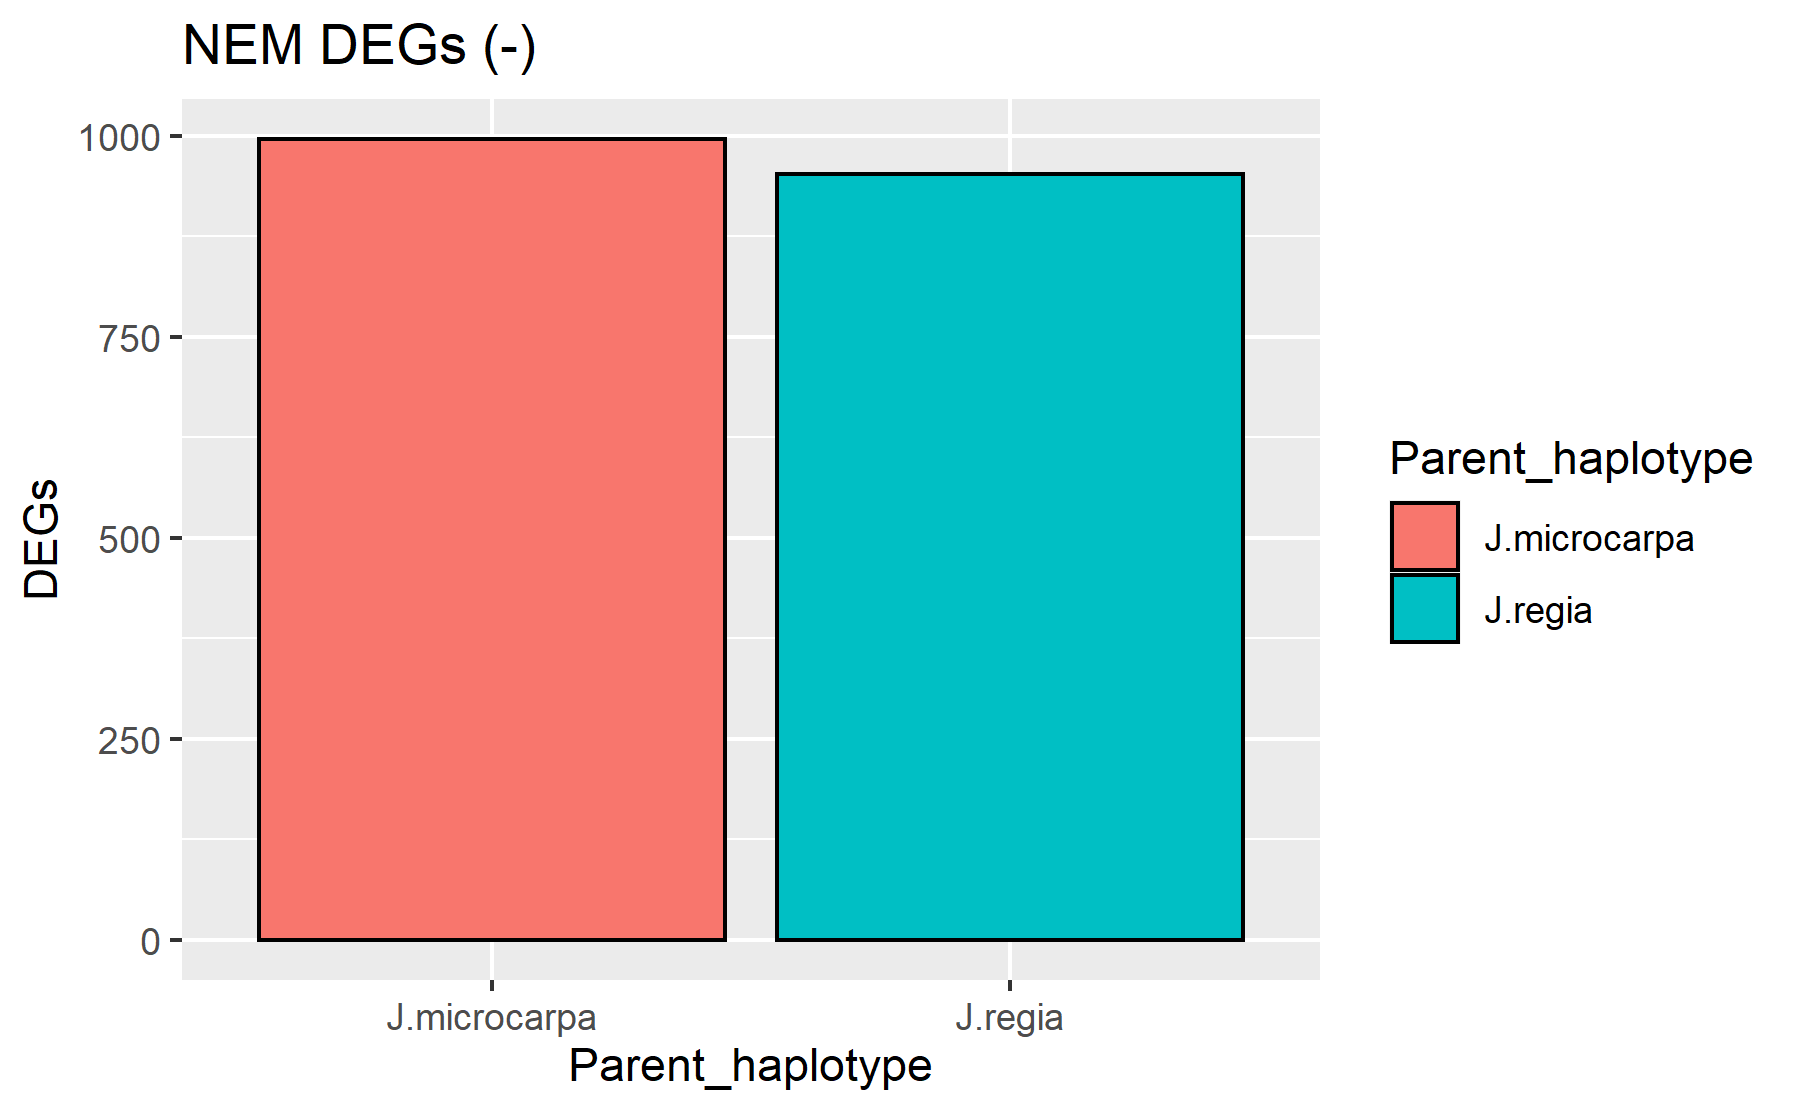 NEM DEGs (-)
1000
750
500
250
0
DEGs
J.microcarpa
J.regia
Parent_haplotype
Parent_haplotype
J.microcarpa
J.regia